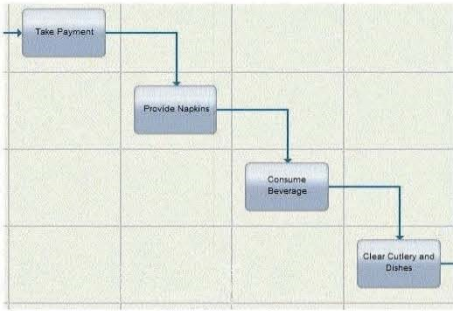 Take Payment
Provide Napkins
Consume
Beverage
Clear Cutlery and
Dishes